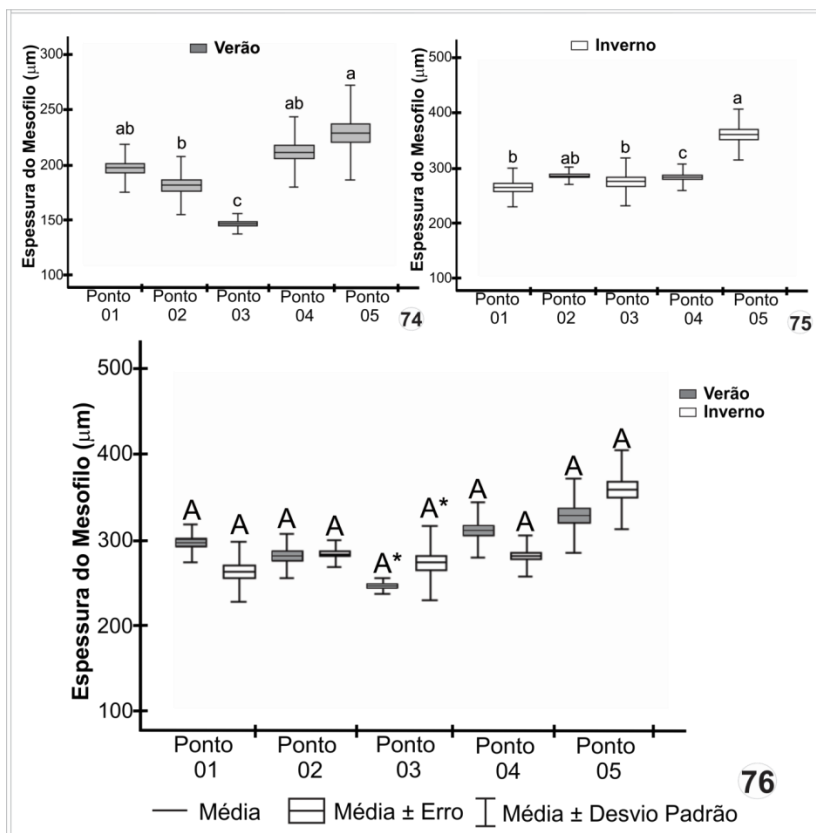 Verão
Espessura do Mesofilo (µm)
300
250
200
150
100
ab
b
c
ab
a
Ponto 01
Ponto 02
Ponto 03
Ponto 04
Ponto 05
74
Inverno
Espessura do Mesofilo (µm)
500
400
300
200
100
b
ab
b
c
a
Ponto 01
Ponto 02
Ponto 03
Ponto 04
Ponto 05
75
Verão
Inverno
Espessura do Mesofilo (µm)
500
400
300
200
100
A
A
A
A
A*
A*
A
A
A
A
Ponto 01
Ponto 02
Ponto 03
Ponto 04
Ponto 05
76
Média
Média ± Erro
Média ± Desvio Padrão